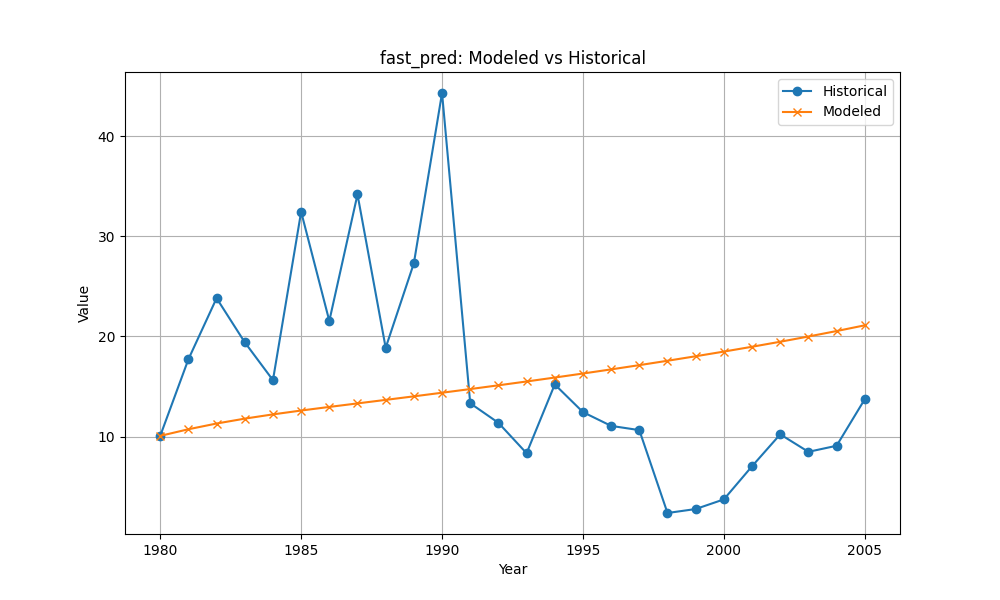 fast_pred: Modeled vs Historical
Historical
Modeled
Value
40
30
20
10
1980
1985
1990
1995
2000
2005
Year